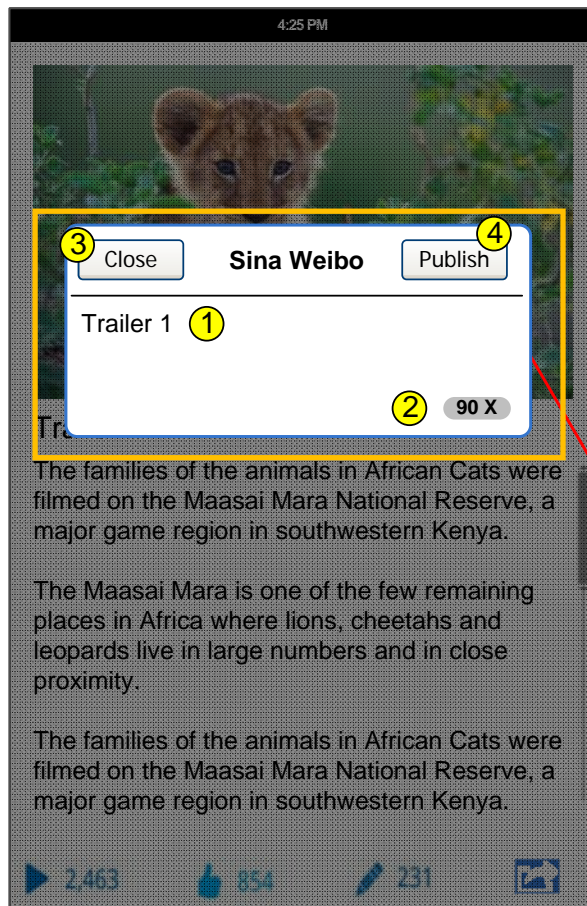 4:25 PM
3
Close
Sina Weibo
Publish
4
Trailer 1
1
2
90 X
The families of the animals in African Cats were
filmed on the Maasai Mara National Reserve, a
major game region in southwestern Kenya.
The Maasai Mara is one of the few remaining
places in Africa where lions, cheetahs and
leopards live in large numbers and in close
proximity.
The families of the animals in African Cats were
filmed on the Maasai Mara National Reserve, a
major game region in southwestern Kenya.
2,463
854
231